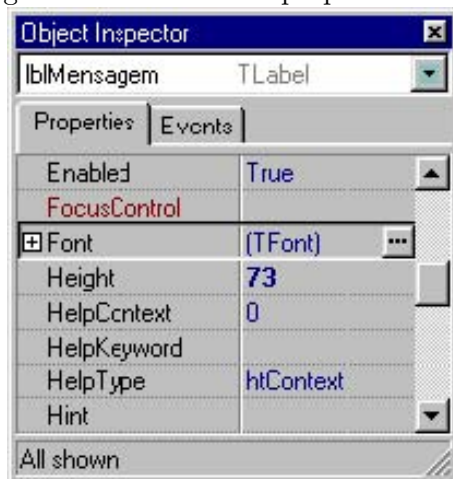 Object Inspector
lblMensagem TLabel
Properties Events
Enabled True
FocusControl
Font (TFont) ...
Height 73
HelpContext 0
HelpKeyword
HelpType htContext
Hint
All shown